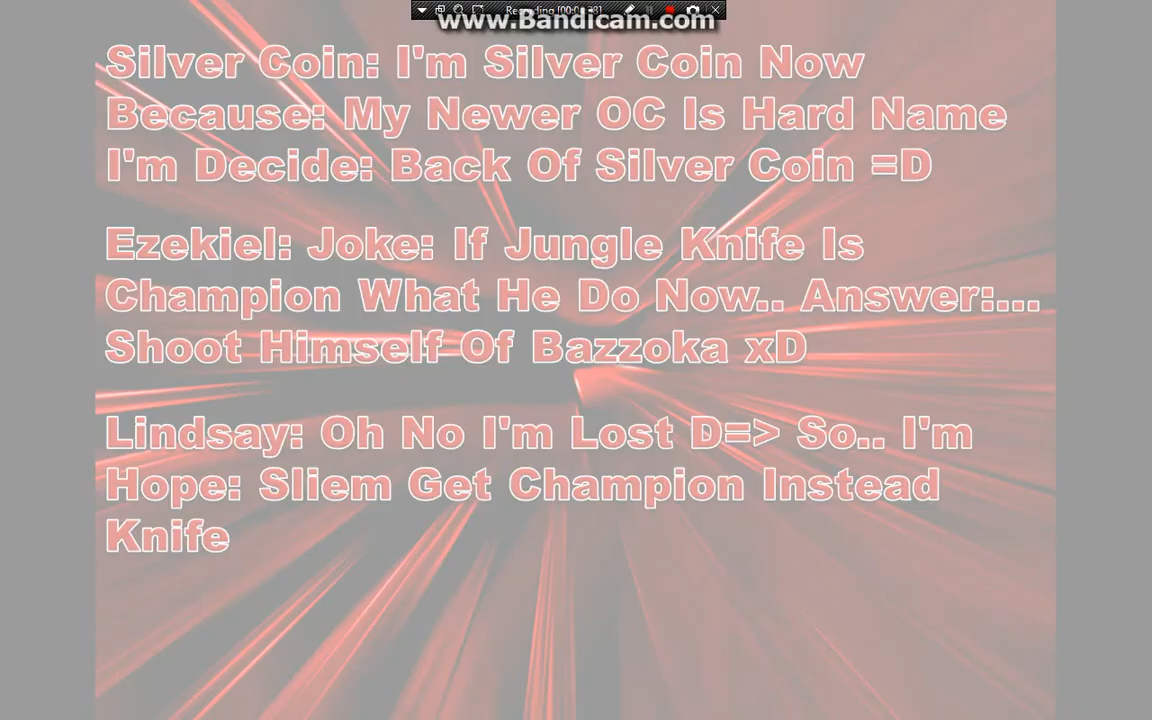 www.Bandicam.com
Silver Coin: I'm Silver Coin Now
Because: My Newer OC Is Hard Name
I'm Decide: Back Of Silver Coin =D
Ezekiel: Joke: If Jungle Knife Is
Champion What He Do Now.. Answer:...
Shoot Himself Of Bazzoka xD
Lindsay: Oh No I'm Lost D=> So.. I'm
Hope: Sliem Get Champion Instead
Knife